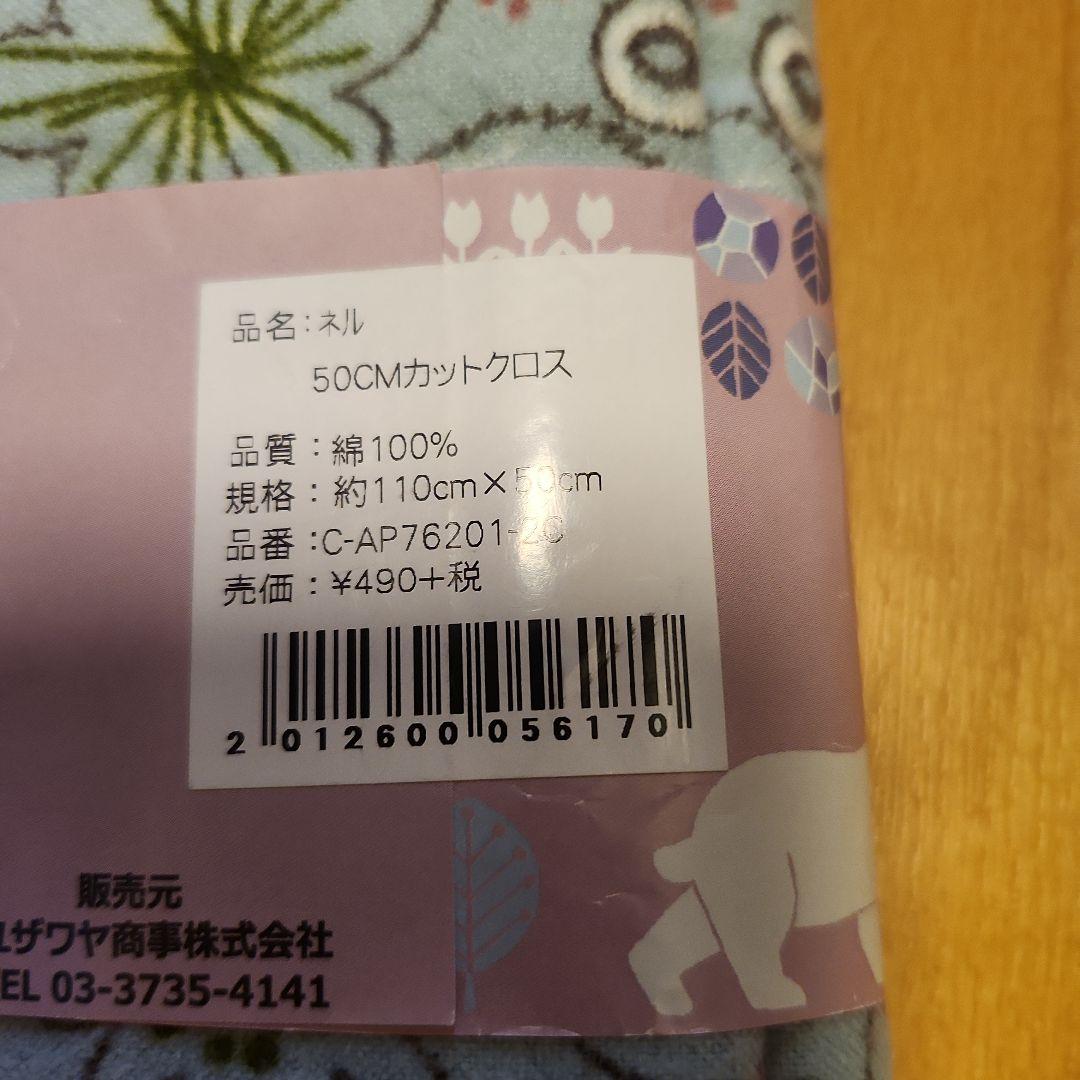 品名：ネル
50CMカットクロス
品質：綿100%
規格：約110cm×50cm
品番：C-AP76201-2C
売価：¥490+税
2 012600 056170
販売元
ユザワヤ商事株式会社
TEL 03-3735-4141